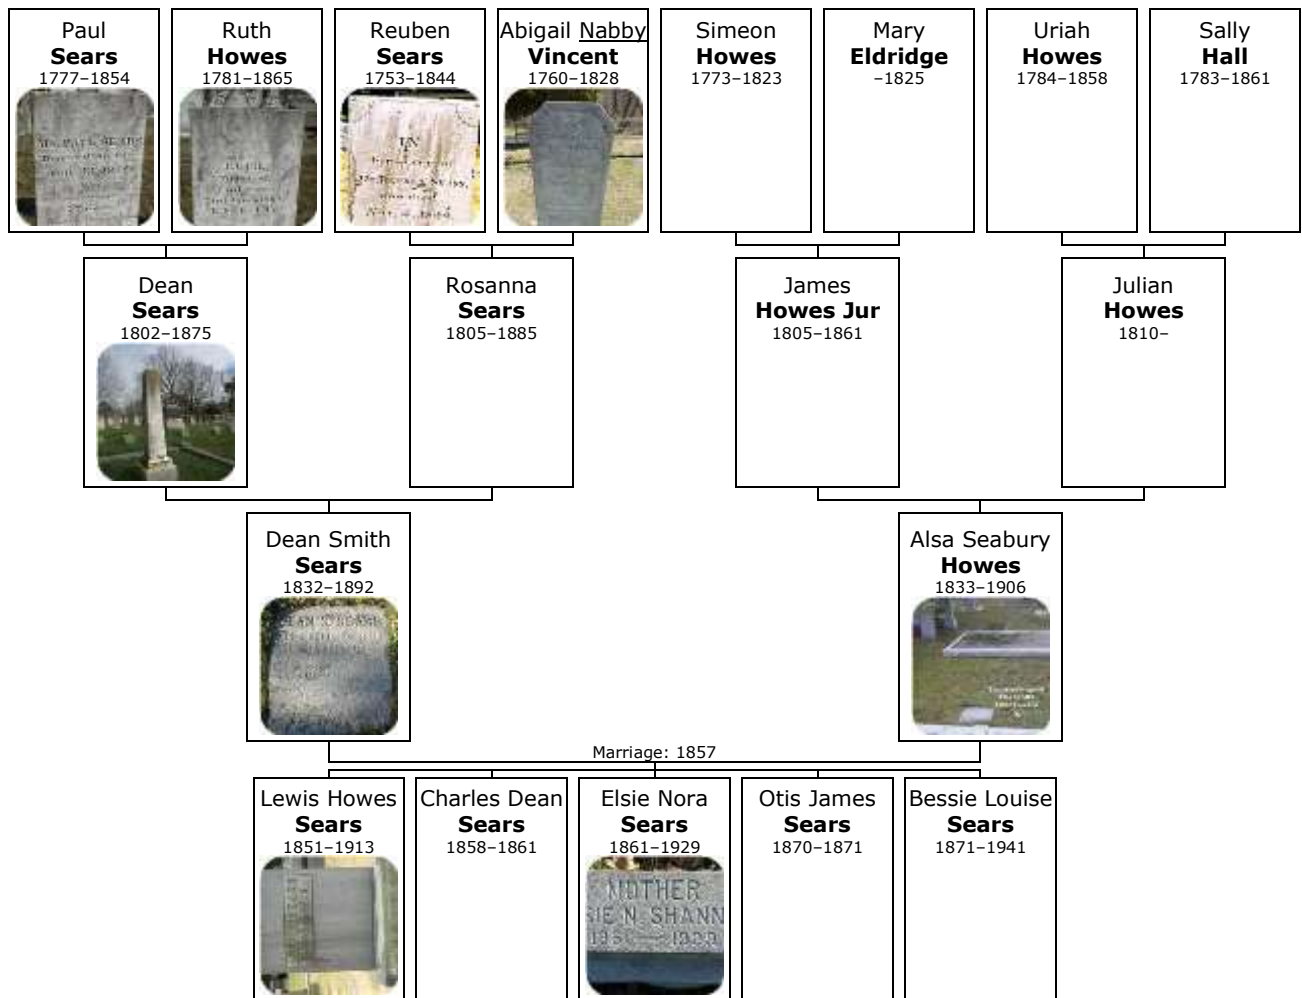 Paul
Sears
1777–1854
Ruth
Howes
1781–1865
Reuben
Sears
1753–1844
Abigail Nabby
Vincent
1760–1828
Simeon
Howes
1773–1823
Mary
Eldridge
–1825
Uriah
Howes
1784–1858
Sally
Hall
1783–1861
Dean
Sears
1802–1875
Rosanna
Sears
1805–1885
James
Howes Jur
1805–1861
Julian
Howes
1810–
Dean Smith
Sears
1832–1892
Alsa Seabury
Howes
1833–1906
Marriage: 1857
Lewis Howes
Sears
1851–1913
Charles Dean
Sears
1858–1861
Elsie Nora
Sears
1861–1929
MOTHER
SIE N. SHANN
Otis James
Sears
1870–1871
Bessie Louise
Sears
1871–1941